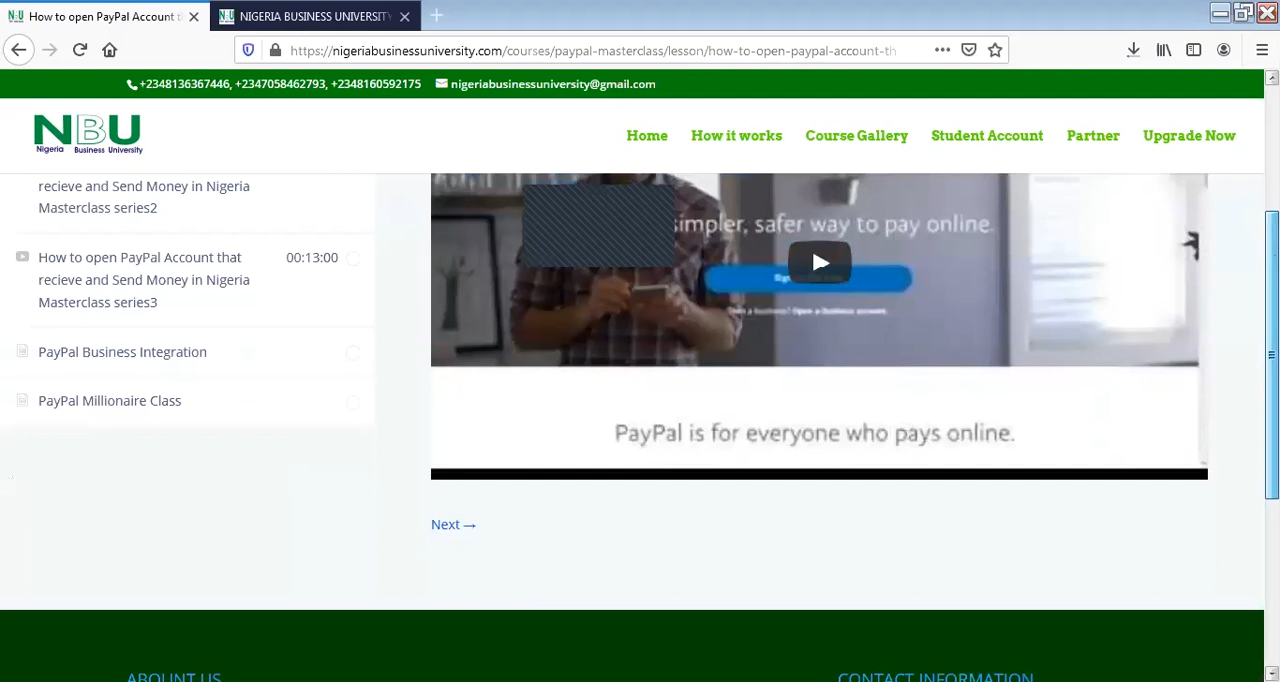 How to open PayPal Account t
NIGERIA BUSINESS UNIVERSITY
https://nigeriabusinessuniversity.com/courses/paypal-masterclass/lesson/how-to-open-paypal-account-th
+2348136367446, +2347058462793, +2348160592175
nigeriabusinessuniversity@gmail.com
NBU
Nigeria Business University
Home
How it works
Course Gallery
Student Account
Partner
Upgrade Now
recieve and Send Money in Nigeria
Masterclass series2
How to open PayPal Account that
recieve and Send Money in Nigeria
Masterclass series3
00:13:00
PayPal Business Integration
PayPal Millionaire Class
simpler, safer way to pay online.
PayPal is for everyone who pays online.
Next →
ABOUNT US
CONTACT INFORMATION